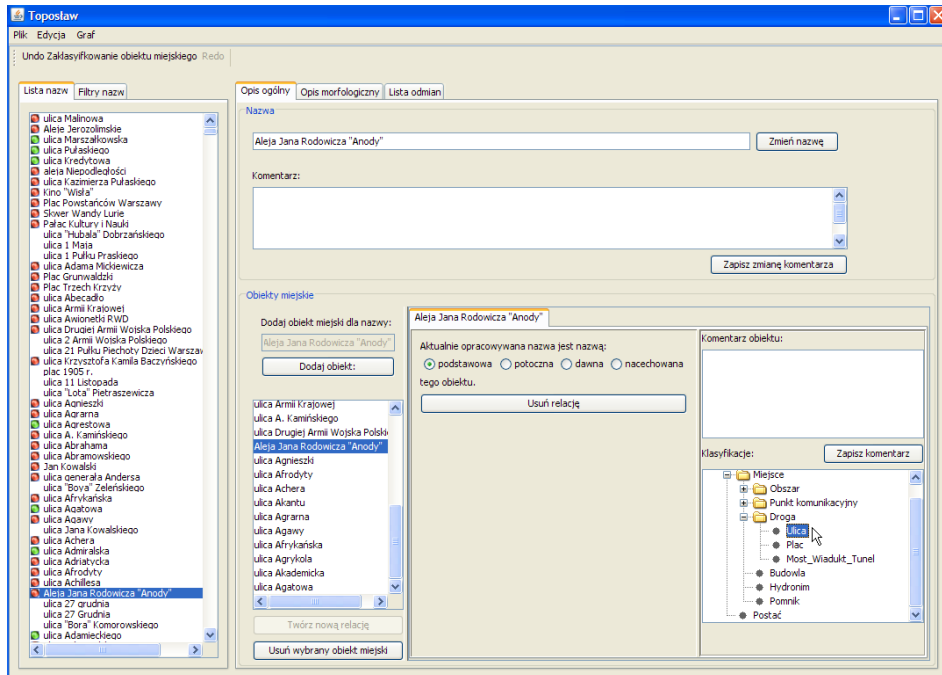 Toposław
Plik Edycja Graf
Undo Zaklasyifkowanie obiektu miejskiego Redo
Lista nazw Filtry nazw
ulica Malinowa
Aleje Jerozolimskie
ulica Marszałkowska
ulica Pułaskiego
ulica Kredytowa
aleja Niepodległości
ulica Kazimierza Pułaskiego
Kino "Wisła"
Plac Powstańców Warszawy
Skwer Wandy Lurie
Pałac Kultury i Nauki
ulica "Hubala" Dobrzańskiego
ulica 1 Maja
ulica 1 Pułku Praskiego
ulica Adama Mickiewicza
Plac Grunwaldzki
Plac Trzech Krzyży
ulica Abecadło
ulica Armii Krajowej
ulica Awionetki RWD
ulica Drugiej Armii Wojska Polskiego
ulica 2 Armii Wojska Polskiego
ulica 21 Pułku Piechoty Dzieci Warszav
ulica Krzysztofa Kamila Baczyńskiego
plac 1905 r.
ulica 11 Listopada
ulica "Lota" Pietraszewicza
ulica Agnieszki
ulica Agrarna
ulica Agrestowa
ulica A. Kamińskiego
ulica Abrahama
ulica Abramowskiego
Jan Kowalski
ulica generała Andersa
ulica "Boya" Żeleńskiego
ulica Afrykańska
ulica Agatowa
ulica Agawy
ulica Jana Kowalskiego
ulica Achera
ulica Admiralska
ulica Adriatycka
ulica Afrodyty
ulica Achillesa
Aleja Jana Rodowicza "Anody"
ulica 27 grudnia
ulica 27 Grudnia
ulica "Bora" Komorowskiego
ulica Adamieckiego
Opis ogólny Opis morfologiczny Lista odmian
Nazwa
Aleja Jana Rodowicza "Anody" Zmień nazwę
Komentarz:
Zapisz zmianę komentarza
Obiekty miejskie
Dodaj obiekt miejski dla nazwy:
Aleja Jana Rodowicza "Anody"
Dodaj obiekt:
ulica Armii Krajowej
ulica A. Kamińskiego
ulica Drugiej Armii Wojska Polski
Aleja Jana Rodowicza "Anody"
ulica Agnieszki
ulica Afrodyty
ulica Achera
ulica Akantu
ulica Agrarna
ulica Agawy
ulica Afrykańska
ulica Agrykola
ulica Akademicka
ulica Agatowa
Twórz nową relację
Usuń wybrany obiekt miejski
Aleja Jana Rodowicza "Anody"
Aktualnie opracowywana nazwa jest nazwą:
podstawowa potoczna dawna nacechowana
tego obiektu.
Usuń relację
Komentarz obiektu:
Klasyfikacje: Zapisz komentarz
Miejsce
Obszar
Punkt komunikacyjny
Droga
Ulica
Plac
Most_Wiadukt_Tunel
Budowla
Hydronim
Pomnik
Postać